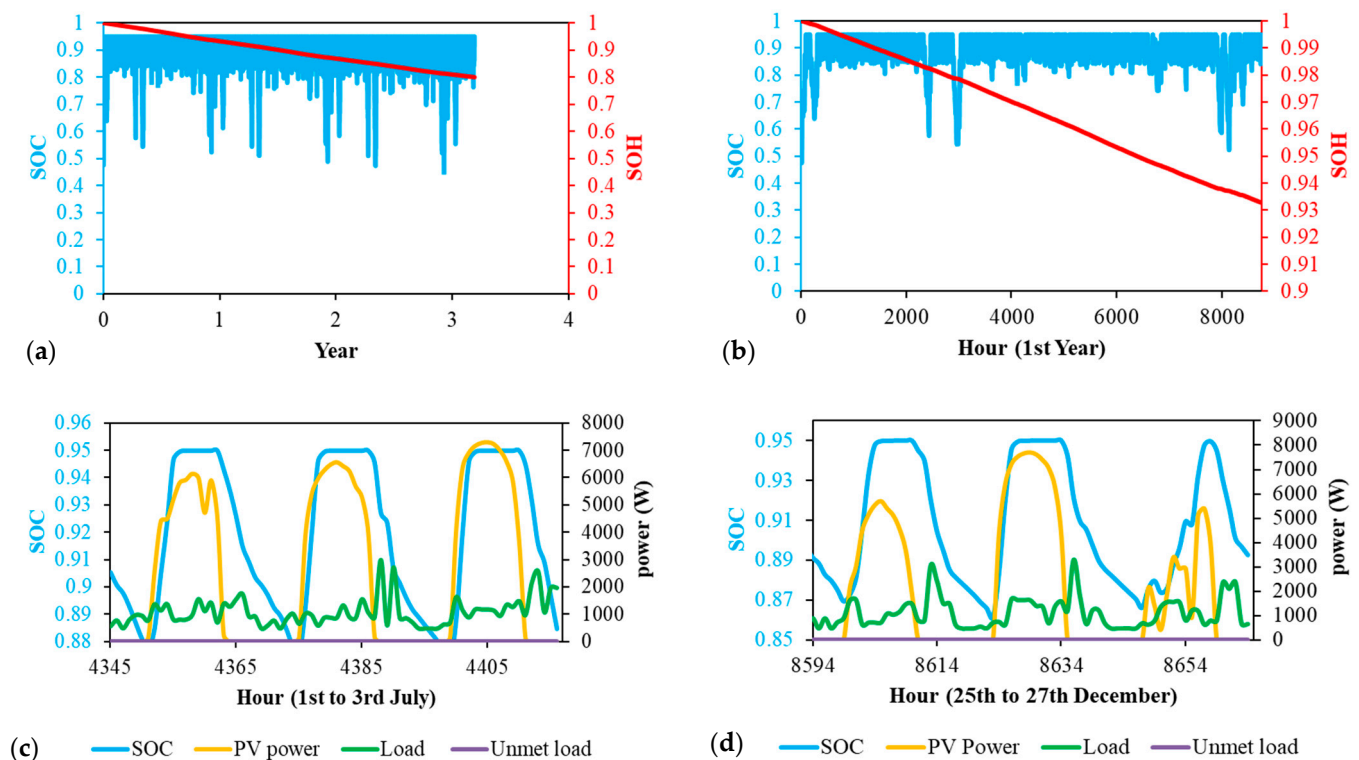 1 1
0.9 0.9
0.8 0.8
0.7 0.7
0.6 0.6
0.5 0.5
0.4 0.4
0.3 0.3
0.2 0.2
0.1 0.1
0 0
SOC
SOH
0 1 2 3 4
Year
(a)
1 1
0.9 0.99
0.8 0.98
0.7 0.97
0.6 0.96
0.5 0.95
0.4 0.94
0.3 0.93
0.2 0.92
0.1 0.91
0 0.9
SOC
SOH
0 2000 4000 6000 8000
Hour (1st Year)
(b)
0.96 8000
0.95 7000
0.94 6000
0.93 5000
0.92 4000
0.91 3000
0.9 2000
0.89 1000
0.88 0
SOC
power (W)
4345 4365 4385 4405
Hour (1st to 3rd July)
(c)
SOC PV power Load Unmet load
9000
0.95 8000
7000
0.93 6000
5000
0.91
4000
0.89 3000
2000
0.87
1000
0.85 0
SOC
power (W)
8594 8614 8634 8654
Hour (25th to 27th December)
(d)
SOC PV Power Load Unmet load